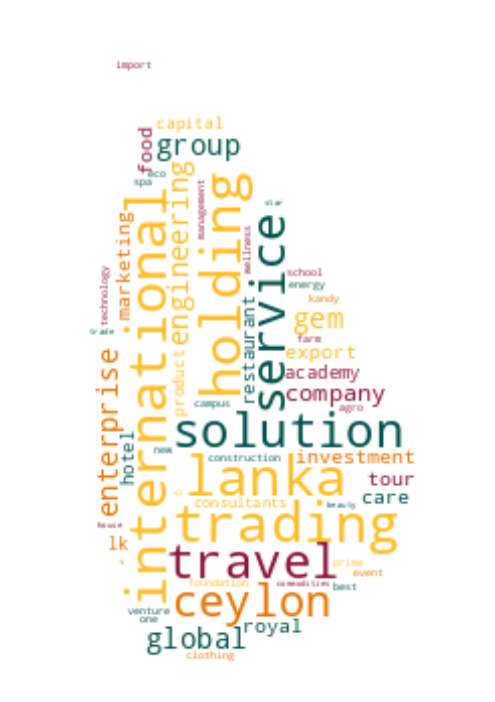 import
capital
food
group
eco
spa
engineering
management
holding
international
star
service
marketing
wellness
technology
school
energy
kandy
restaurant
gem
trade
farm
export
product
enterprise
academy
company
campus
agro
solution
hotel
new
construction
investment
lanka
tour
care
consultants
beauty
trading
house
lk
travel
prime
event
foundation
commodities
best
ceylon
venture
one
royal
global
clothing